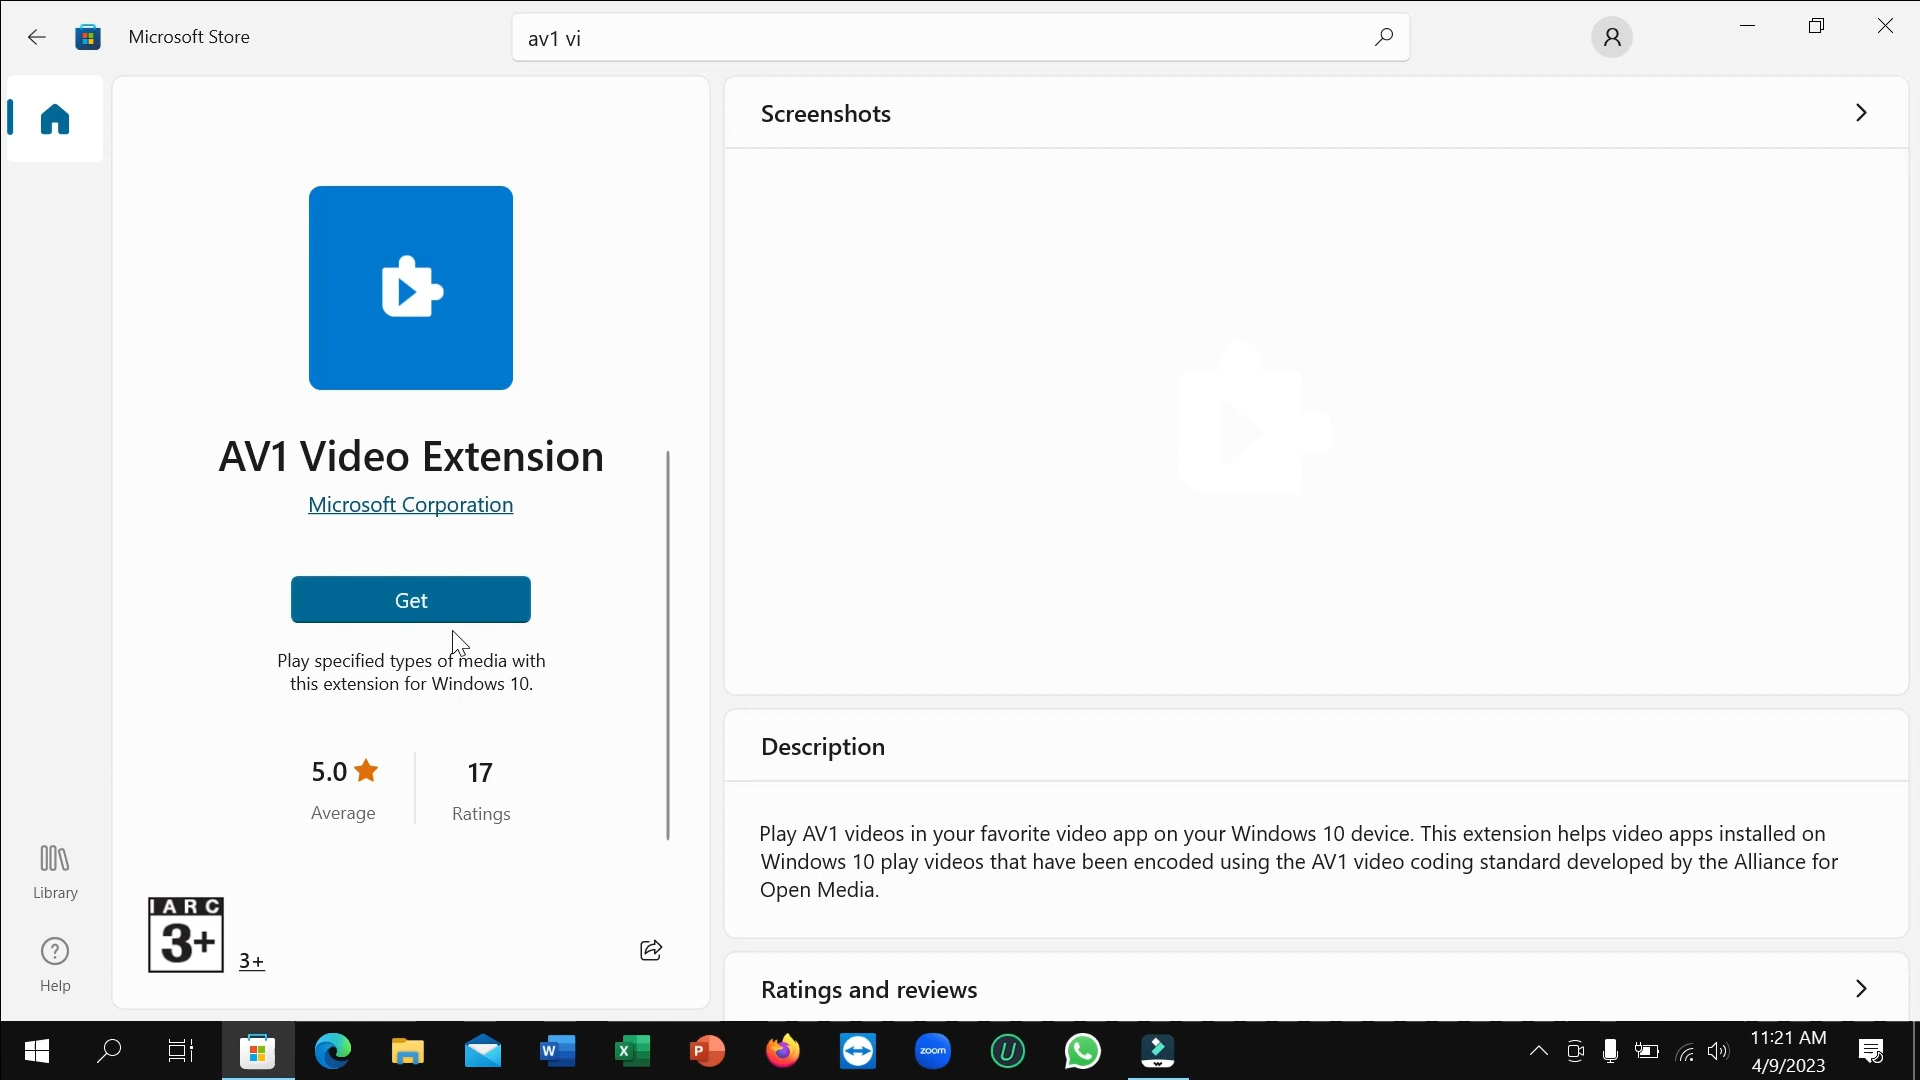 Microsoft Store
av1 vi
Screenshots
AV1 Video Extension
Microsoft Corporation
Get
Play specified types of media with
this extension for Windows 10.
5.0
Average
17
Ratings
IARC
3+
3+
Library
Help
Description
Play AV1 videos in your favorite video app on your Windows 10 device. This extension helps video apps installed on
Windows 10 play videos that have been encoded using the AV1 video coding standard developed by the Alliance for
Open Media.
Ratings and reviews
W
X
P
zoom
U
11:21 AM
4/9/2023